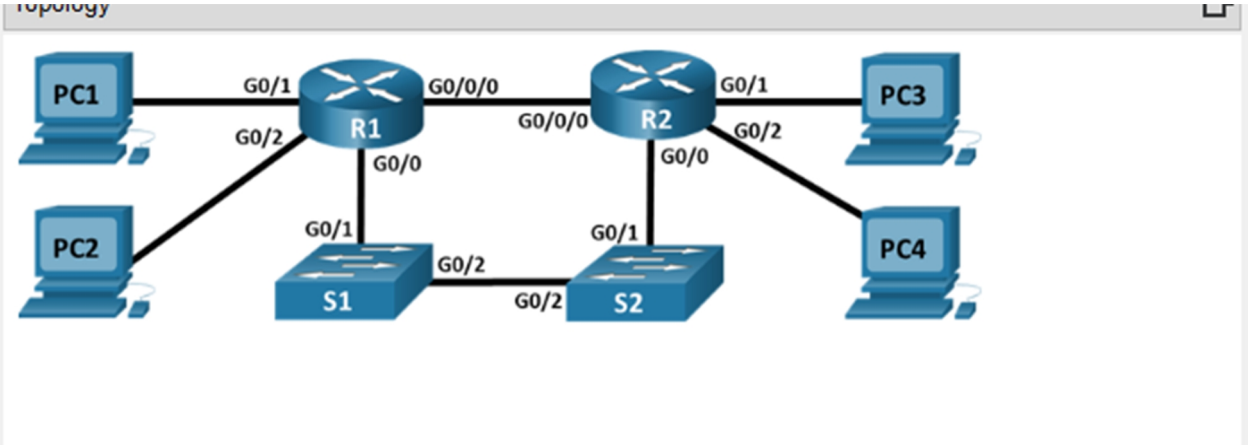 Topology
PC1
G0/1
R1
G0/0/0
G0/0/0
R2
G0/1
PC3
G0/2
G0/0
G0/0
G0/2
PC2
G0/1
S1
G0/2
G0/2
G0/1
S2
PC4